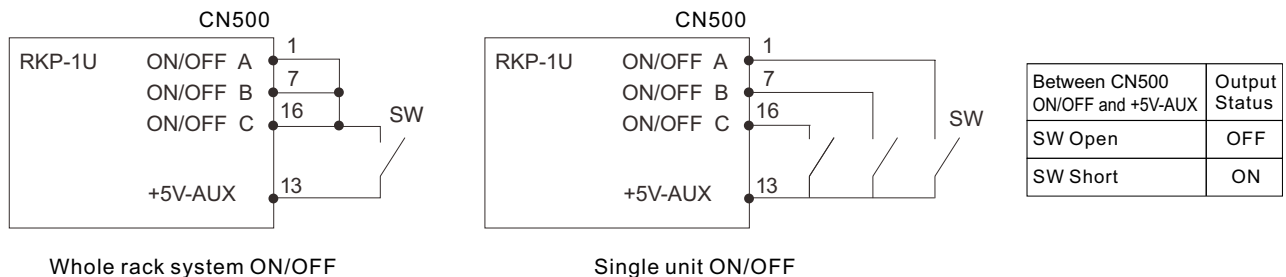 CN500
RKP-1U
ON/OFF A
1
ON/OFF B
7
ON/OFF C
16
SW
+5V-AUX
13
Whole rack system ON/OFF
CN500
RKP-1U
ON/OFF A
1
ON/OFF B
7
ON/OFF C
16
SW
+5V-AUX
13
Single unit ON/OFF
Between CN500 Output
ON/OFF and +5V-AUX Status
SW Open OFF
SW Short ON